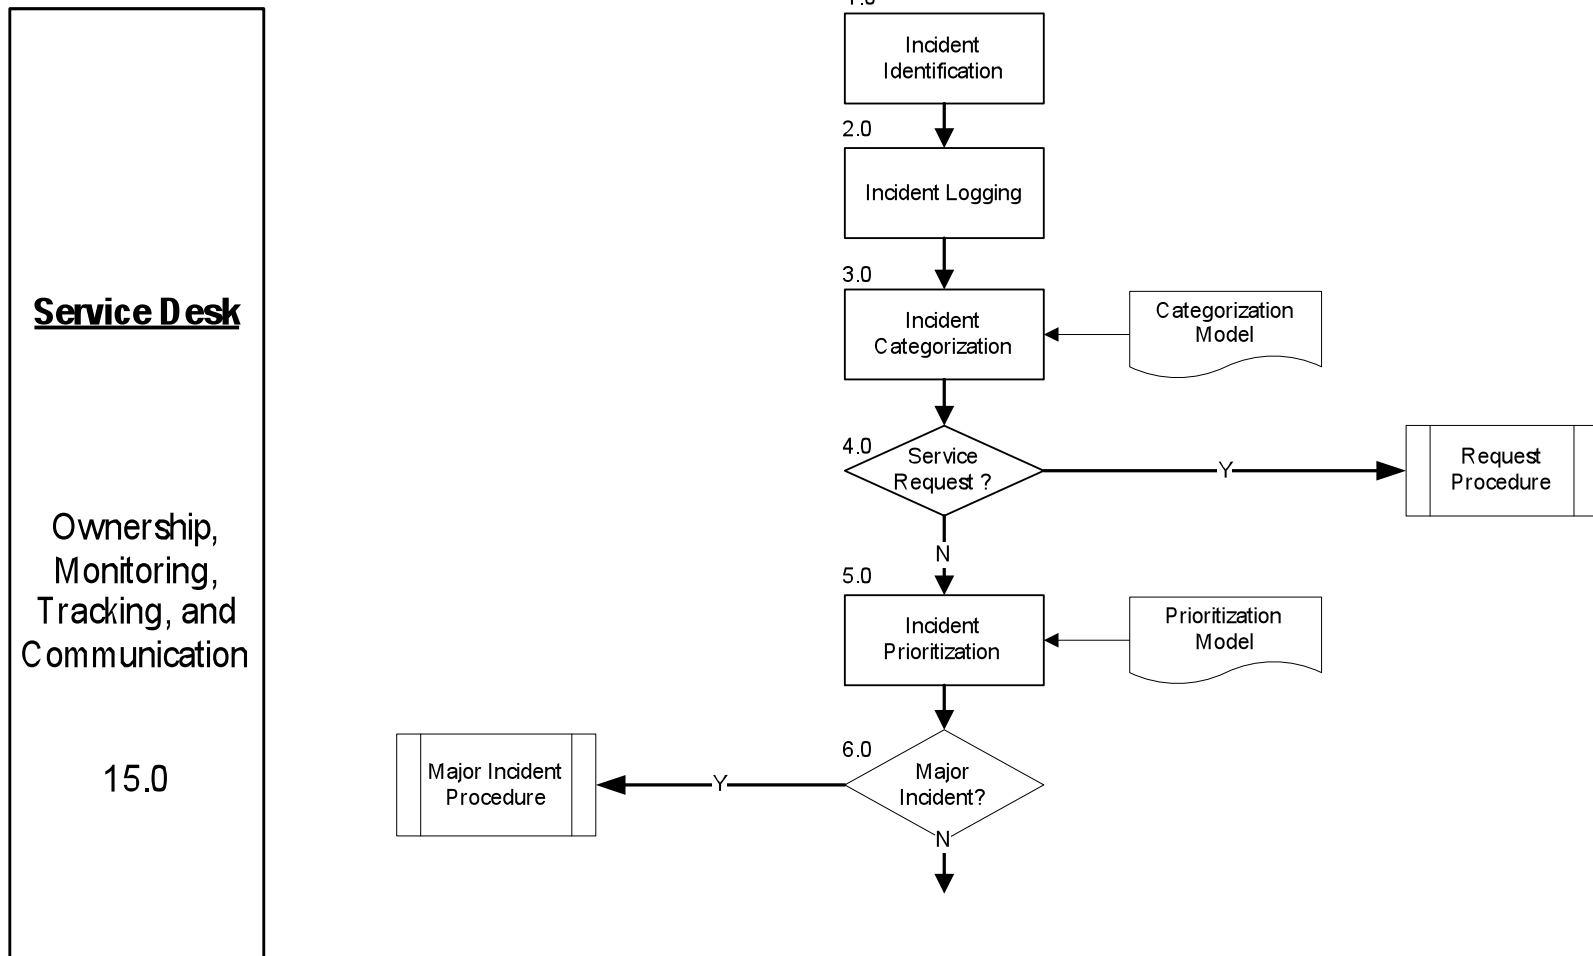 Service Desk
Ownership,
Monitoring,
Tracking, and
Communication
15.0
Incident
Identification
2.0
Incident Logging
3.0
Incident
Categorization
Categorization
Model
4.0
Service
Request ?
Y
Request
Procedure
N
5.0
Incident
Prioritization
Prioritization
Model
6.0
Major
Incident?
Y
Major Incident
Procedure
N